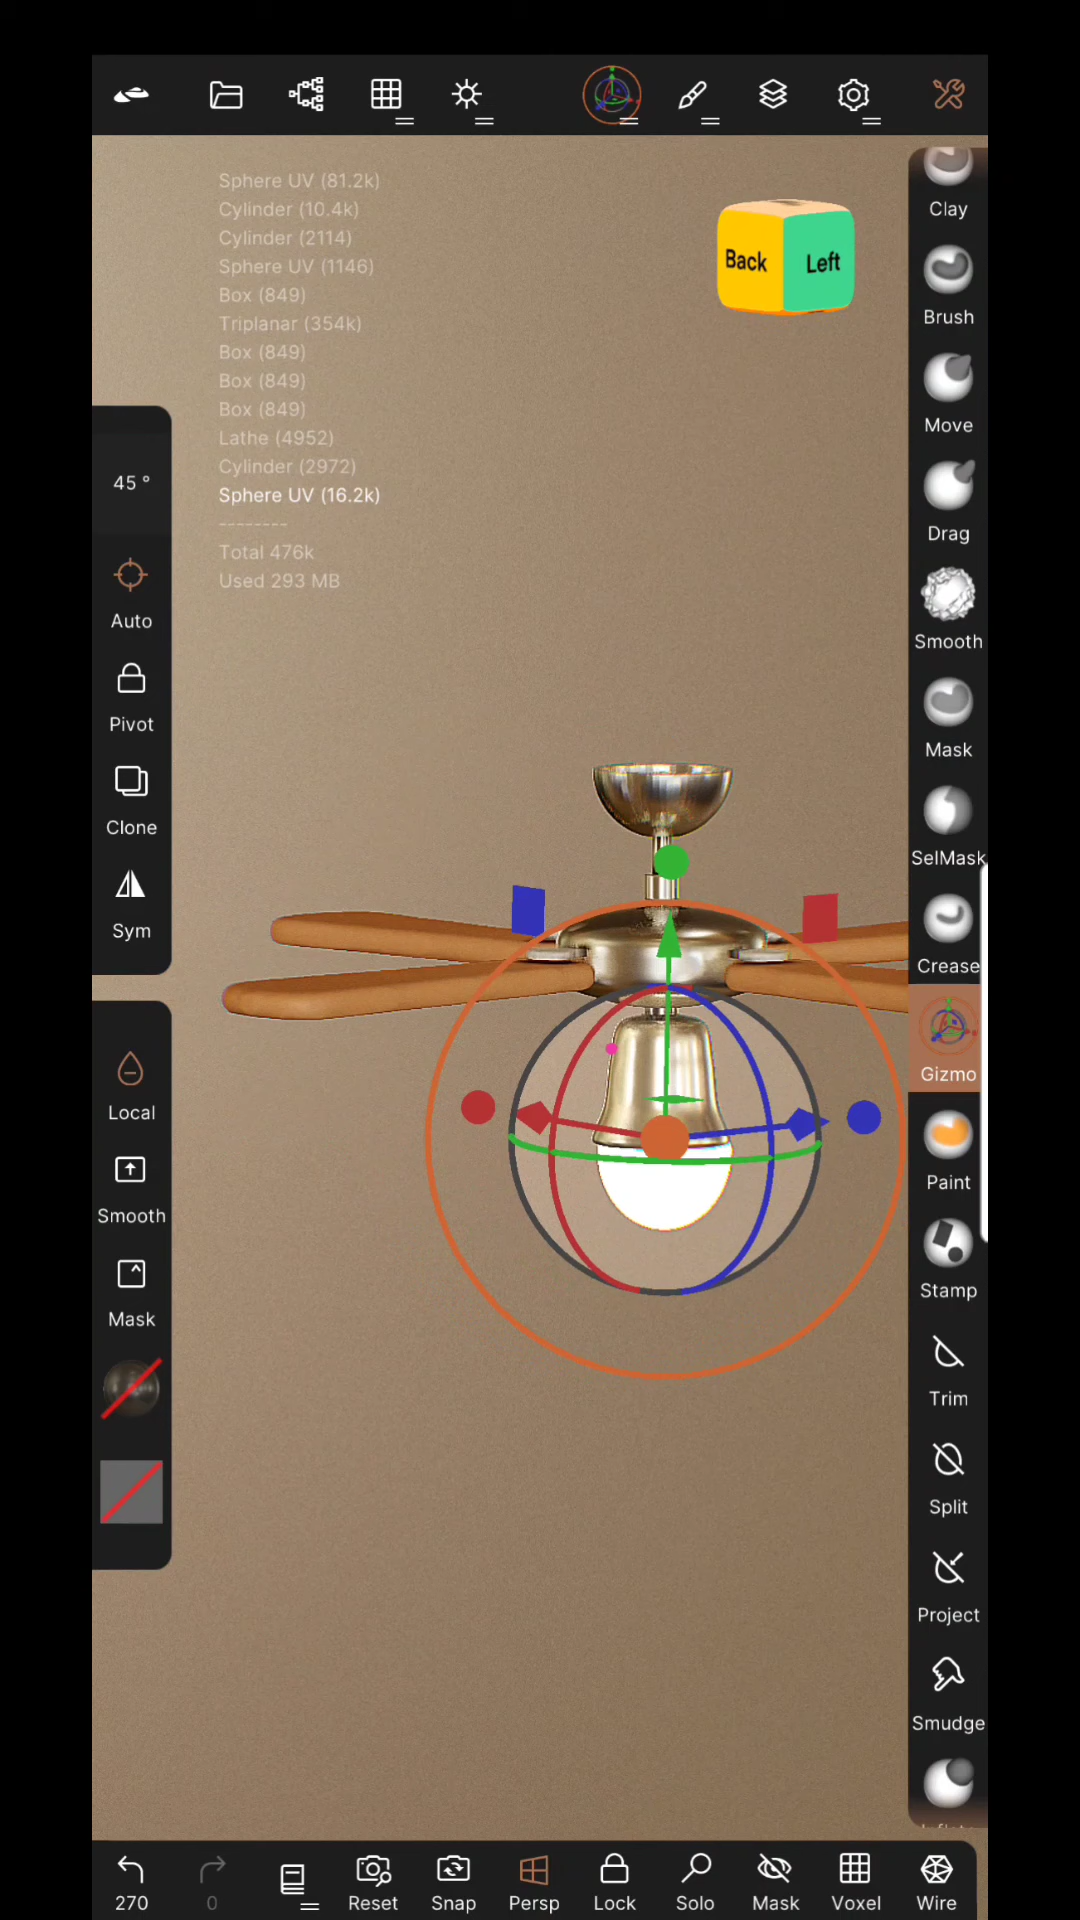 Sphere UV (81.2k)
Cylinder (10.4k)
Cylinder (2114)
Sphere UV (1146)
Box (849)
Triplanar (354k)
Box (849)
Box (849)
Box (849)
Lathe (4952)
Cylinder (2972)
Sphere UV (16.2k)
--------
Total 476k
Used 293 MB
Back
Left
45 °
Auto
Pivot
Clone
Sym
Local
Smooth
Mask
Clay
Brush
Move
Drag
Smooth
Mask
SelMask
Crease
Gizmo
Paint
Stamp
Trim
Split
Project
Smudge
270
0
Reset
Snap
Persp
Lock
Solo
Mask
Voxel
Wire